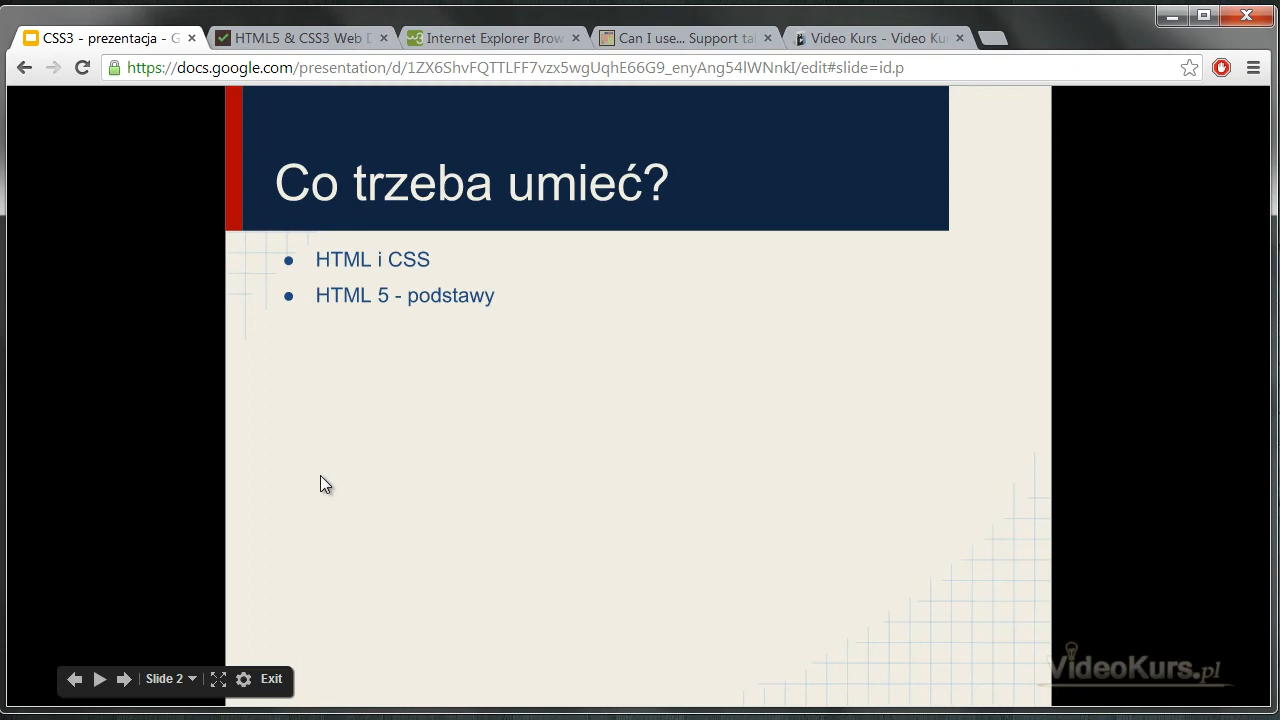 CSS3 - prezentacja - G
HTML5 & CSS3 Web D
Internet Explorer Brow
Can I use... Support ta
Video Kurs - Video Ku
https://docs.google.com/presentation/d/1ZX6ShvFQTTLFF7vzx5wgUqhE66G9_enyAng54lWNnkI/edit#slide=id.p
Co trzeba umieć?
HTML i CSS
HTML 5 - podstawy
Slide 2
Exit
VideoKurs.pl